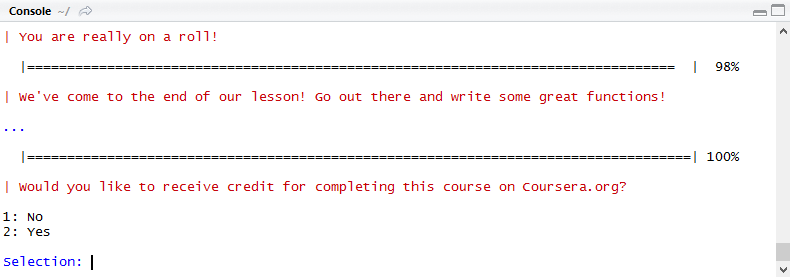 Console ~/
| You are really on a roll!
|================================================================================= | 98%
| We've come to the end of our lesson! Go out there and write some great functions!
...
|===================================================================================| 100%
| Would you like to receive credit for completing this course on Coursera.org?
1: No
2: Yes
Selection: